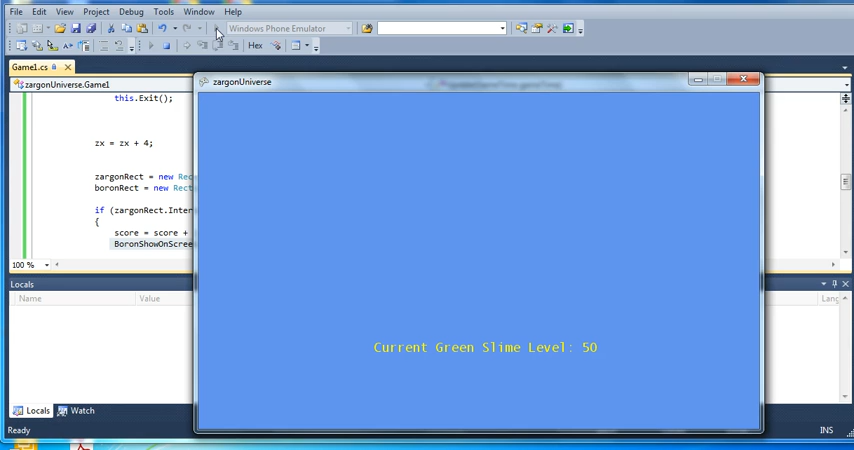 File Edit View Project Debug Tools Window Help
Windows Phone Emulator
Hex
Game1.cs
zargonUniverse.Game1
zargonUniverse
this.Exit();
zx = zx + 4;
zargonRect = new Rec
boronRect = new Rect
if (zargonRect.Inter
{
score = score +
BoronShowOnScree
Current Green Slime Level: 50
100 %
Locals
Name Value Lang
Locals Watch
Ready INS